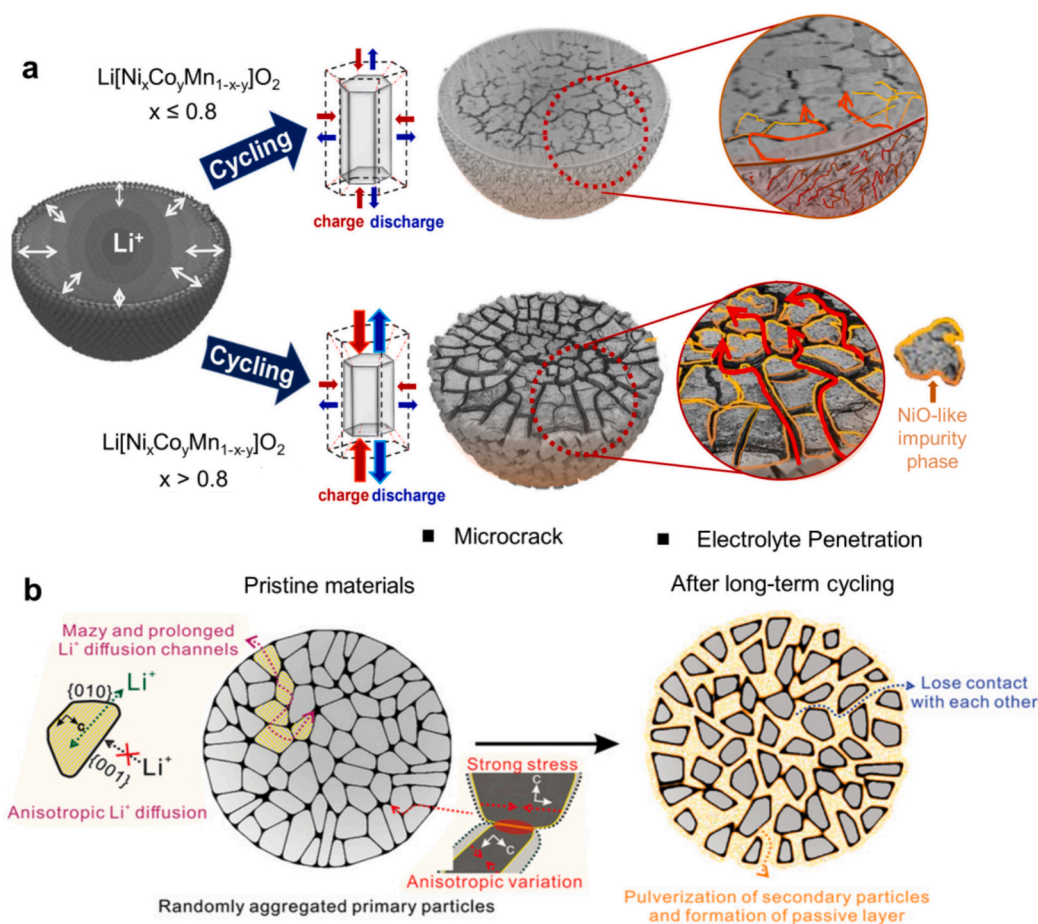 a
Li[NixCoyMn1-x-y]O2
x ≤ 0.8
Cycling
charge discharge
Li+
Cycling
Li[NixCoyMn1-x-y]O2
x > 0.8
charge discharge
NiO-like
impurity
phase
■ Microcrack
■ Electrolyte Penetration
b
Pristine materials
After long-term cycling
Mazy and prolonged
Li+ diffusion channels
{010}
Li+
c
{001}
Li+
Anisotropic Li+ diffusion
Lose contact
with each other
Strong stress
c
c
Anisotropic variation
Randomly aggregated primary particles
Pulverization of secondary particles
and formation of passive layer